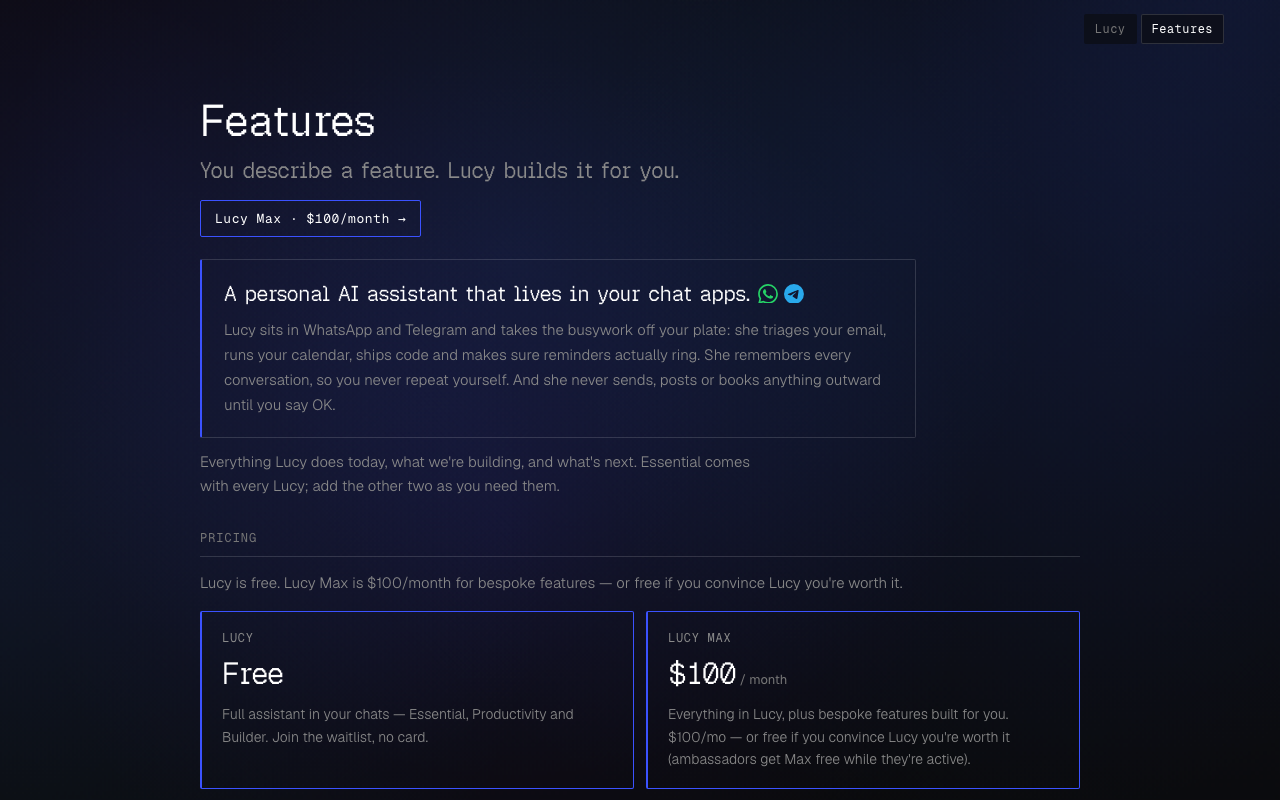 Lucy
Features
Features
You describe a feature. Lucy builds it for you.
Lucy Max · $100/month →
A personal AI assistant that lives in your chat apps.
Lucy sits in WhatsApp and Telegram and takes the busywork off your plate: she triages your email,
runs your calendar, ships code and makes sure reminders actually ring. She remembers every
conversation, so you never repeat yourself. And she never sends, posts or books anything outward
until you say OK.
Everything Lucy does today, what we're building, and what's next. Essential comes
with every Lucy; add the other two as you need them.
PRICING
Lucy is free. Lucy Max is $100/month for bespoke features — or free if you convince Lucy you're worth it.
LUCY
Free
Full assistant in your chats — Essential, Productivity and
Builder. Join the waitlist, no card.
LUCY MAX
$100 / month
Everything in Lucy, plus bespoke features built for you.
$100/mo — or free if you convince Lucy you're worth it
(ambassadors get Max free while they're active).